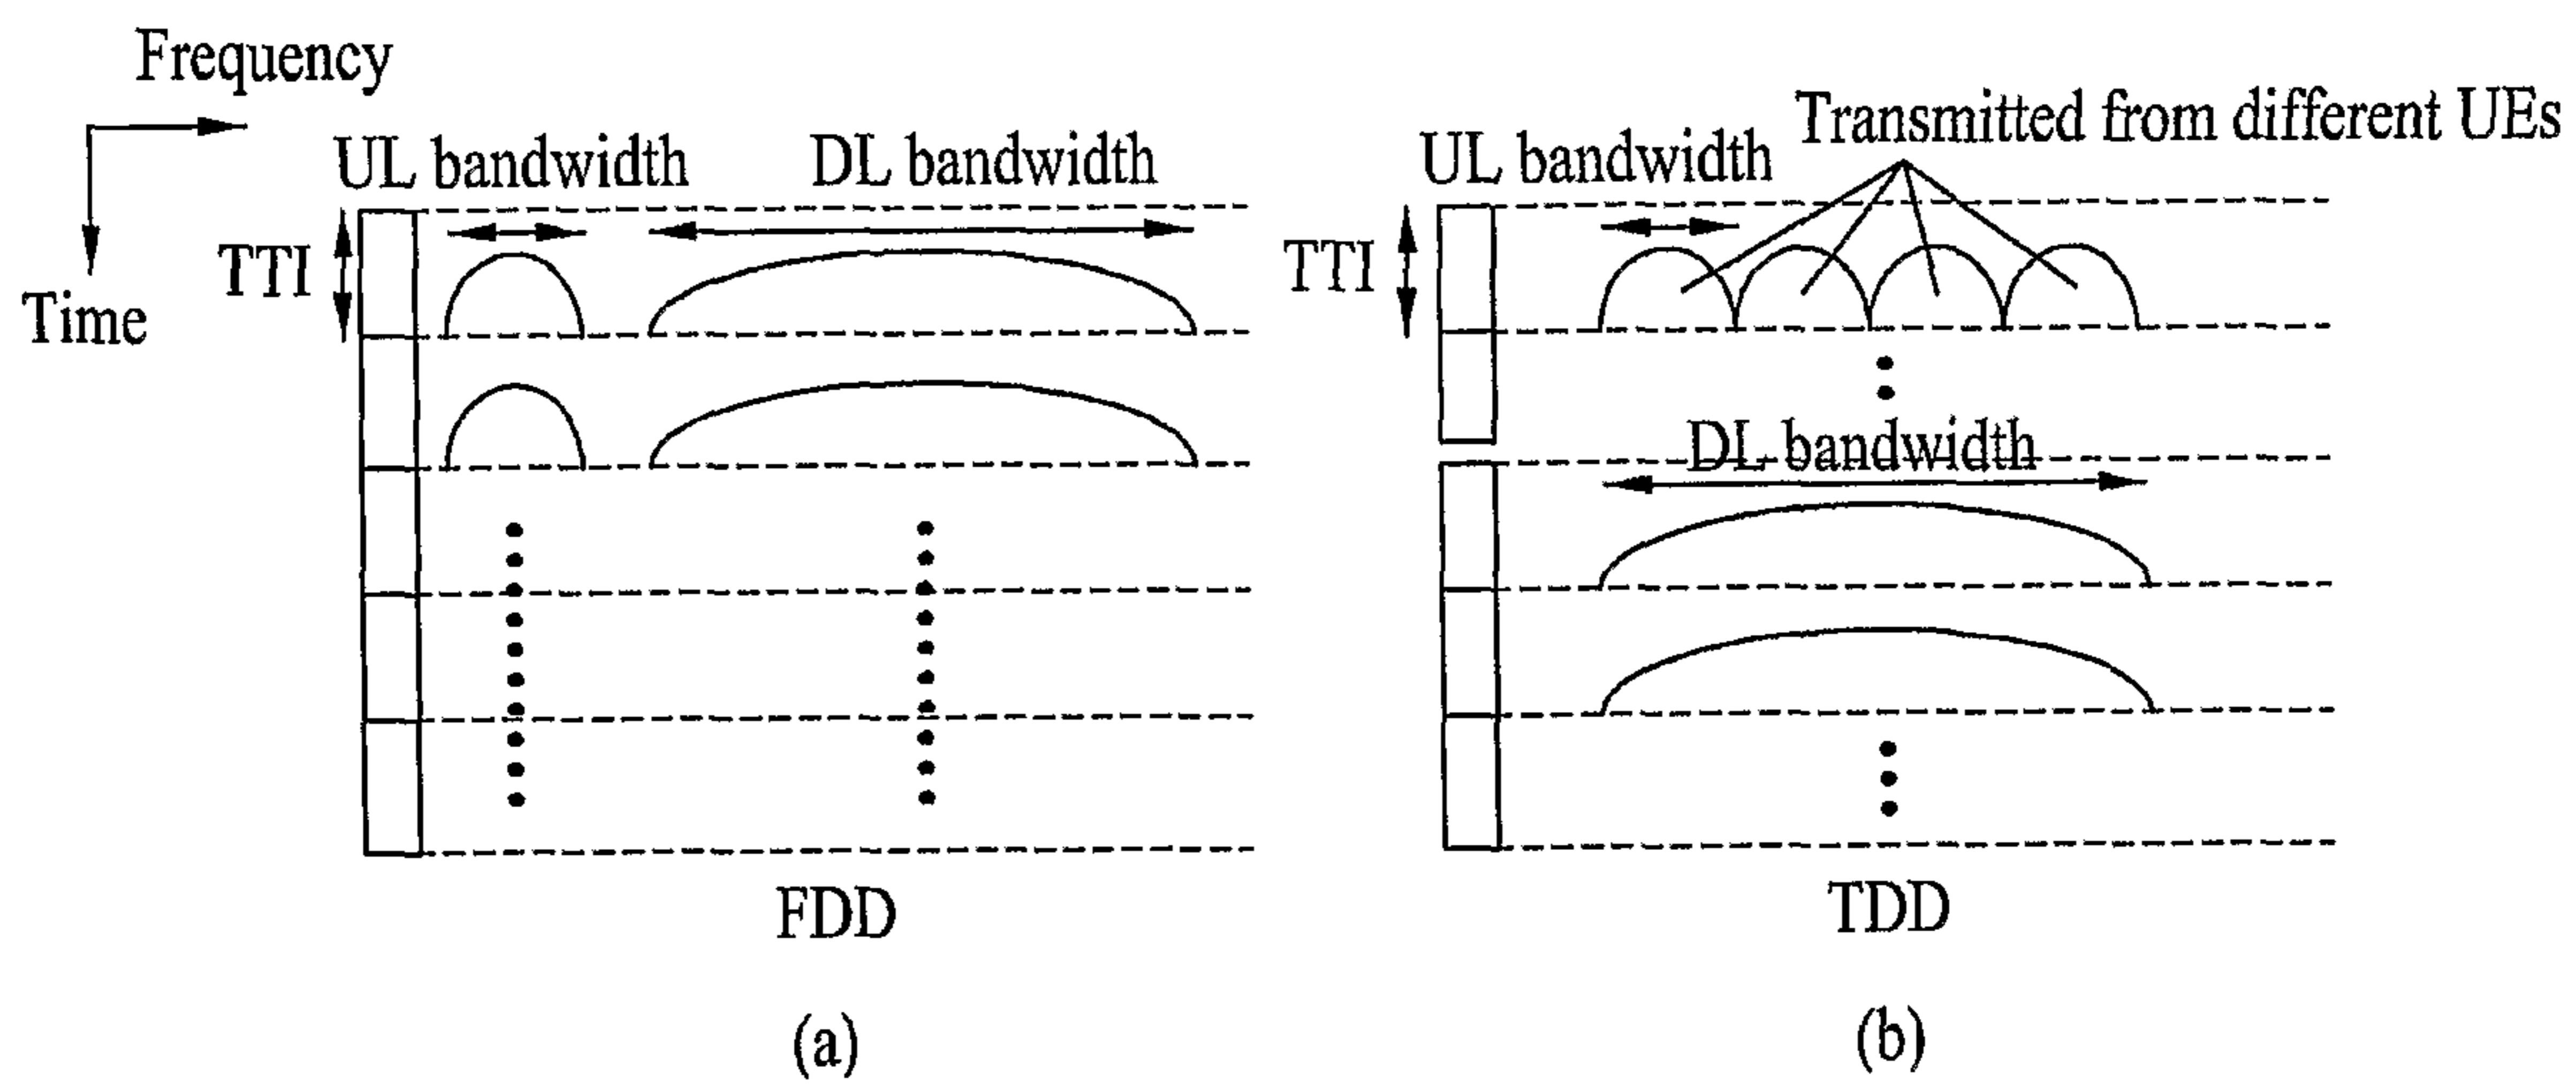 Frequency
Time
UL bandwidth
DL bandwidth
TTI
FDD
(a)
Transmitted from different UEs
UL bandwidth
TTI
DL bandwidth
TDD
(b)